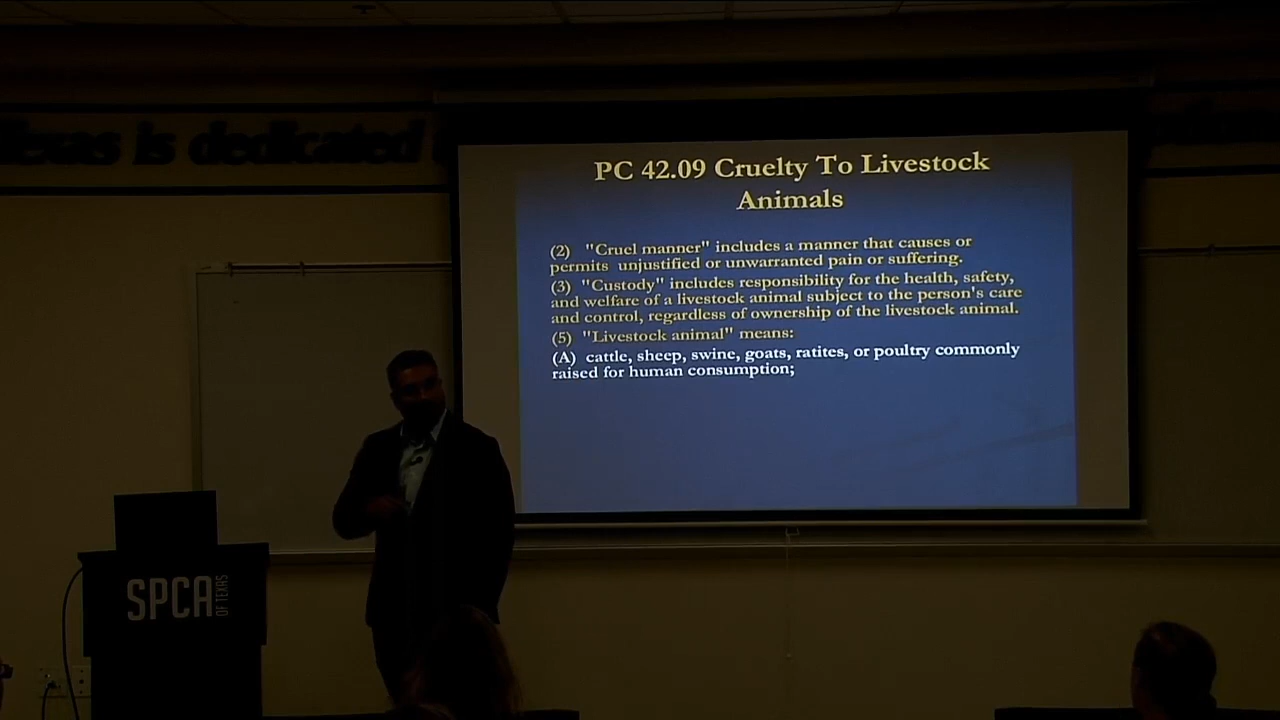 Texas is dedicated
PC 42.09 Cruelty To Livestock
Animals
(2) "Cruel manner" includes a manner that causes or
permits unjustified or unwarranted pain or suffering.
(3) "Custody" includes responsibility for the health, safety,
and welfare of a livestock animal subject to the person's care
and control, regardless of ownership of the livestock animal.
(5) "Livestock animal" means:
(A) cattle, sheep, swine, goats, ratites, or poultry commonly
raised for human consumption;
SPCA
OF TEXAS